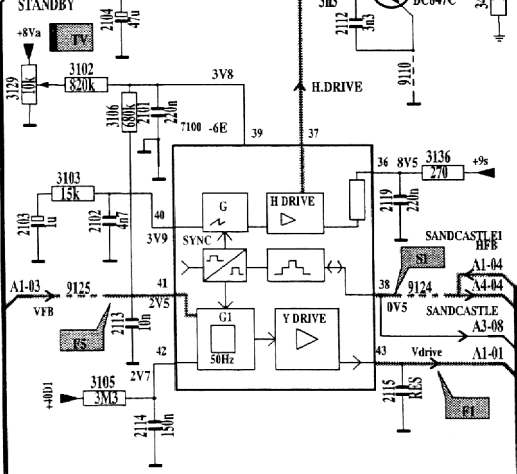 STANDBY
2104
47u
2112
3n3
BC847C
+8Va
TV
3102
820k
3V8
9110
H.DRIVE
3129
10k
3106
680k
2101
220n
7100 -6E
39
37
36
8V5
3136
270
+9s
3103
15k
G
H DRIVE
2119
220n
2103
1u
2102
4n7
40
3V9
SYNC
S1
SANDCASTLE1
HFB
A1-04
A1-03
9125
41
38
9124
A4-04
VFB
2V5
0V5
SANDCASTLE
F5
2113
10n
G1
Y DRIVE
A3-08
50Hz
42
43
Vdrive
A1-01
2V7
+40D1
3105
3M3
2115
RES
F1
2114
150n